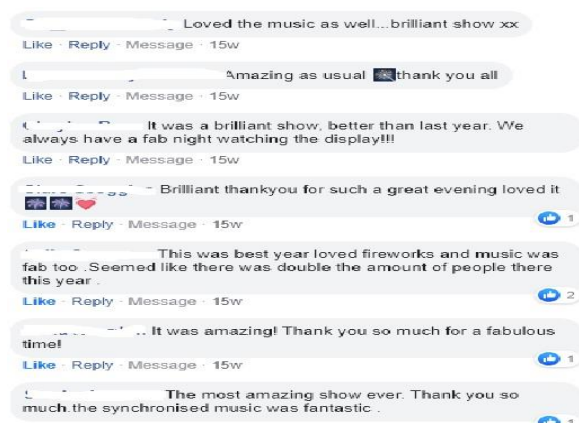 Loved the music as well...brilliant show xx
Like · Reply · Message · 15w
Amazing as usual 🎆thank you all
Like · Reply · Message · 15w
It was a brilliant show, better than last year. We
always have a fab night watching the display!!!
Like · Reply · Message · 15w
Brilliant thankyou for such a great evening loved it
🎆🎆💓
Like · Reply · Message · 15w
1
This was best year loved fireworks and music was
fab too .Seemed like there was double the amount of people there
this year .
Like · Reply · Message · 15w
2
It was amazing! Thank you so much for a fabulous
time!
Like · Reply · Message · 15w
1
The most amazing show ever. Thank you so
much.the synchronised music was fantastic .
1